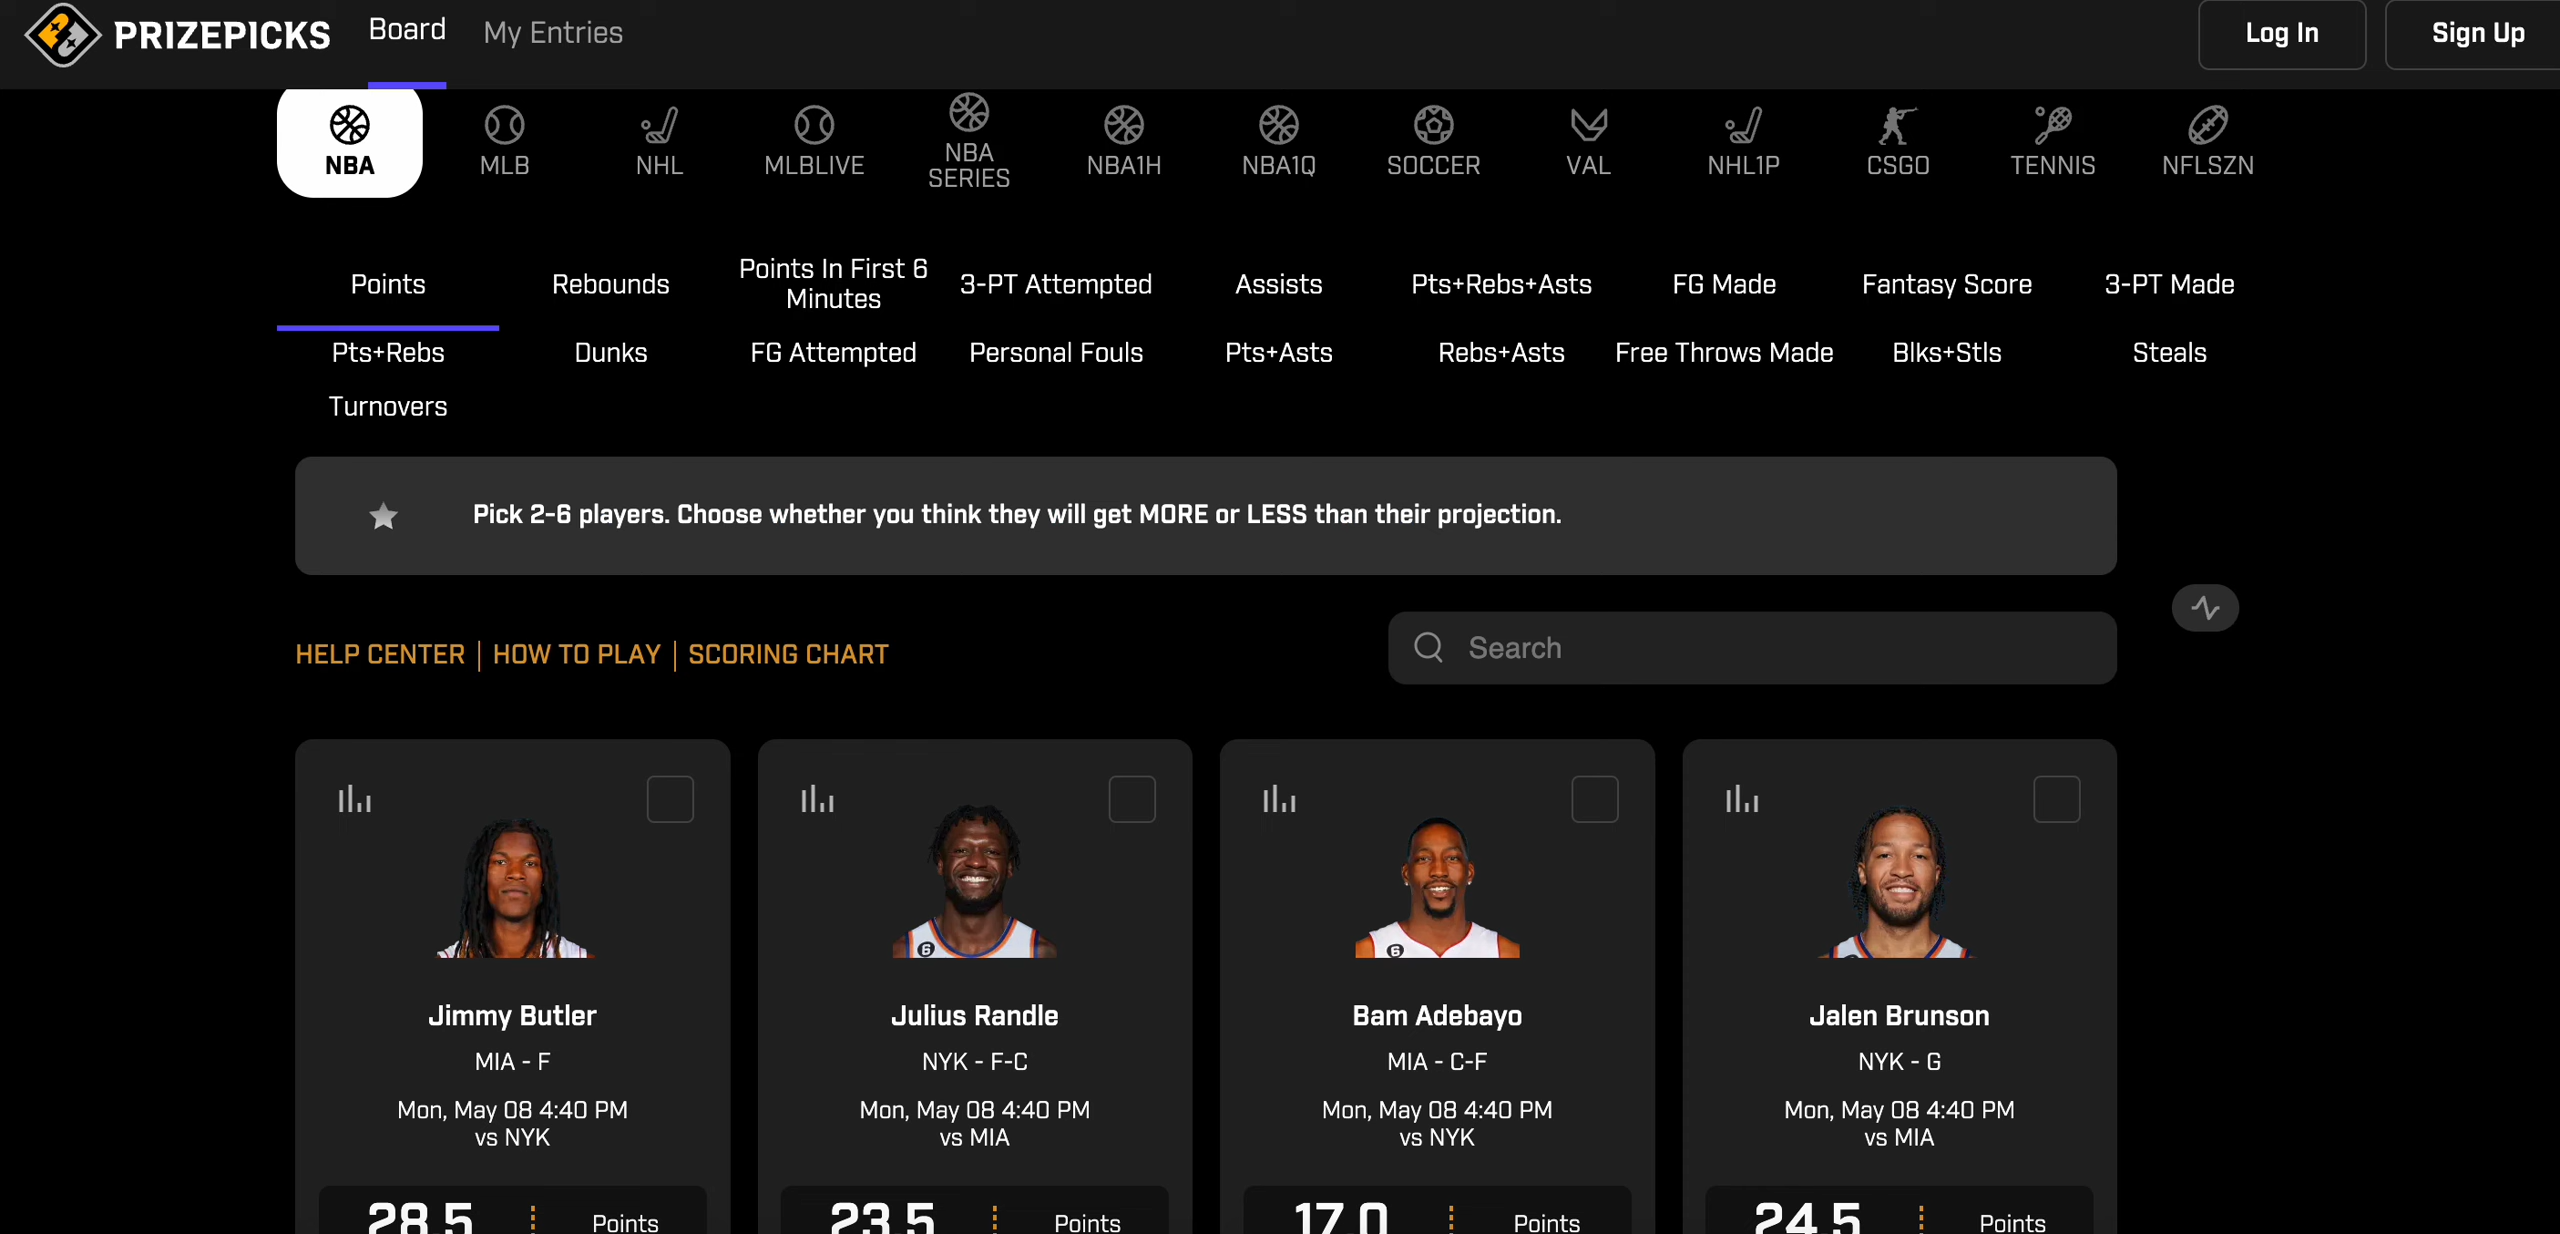 PRIZEPICKS Board My Entries Log In Sign Up
NBA MLB NHL MLBLIVE NBA SERIES NBA1H NBA1Q SOCCER VAL NHL1P CSGO TENNIS NFLSZN
Points Rebounds Points In First 6 Minutes 3-PT Attempted Assists Pts+Rebs+Asts FG Made Fantasy Score 3-PT Made
Pts+Rebs Dunks FG Attempted Personal Fouls Pts+Asts Rebs+Asts Free Throws Made Blks+Stls Steals
Turnovers
Pick 2-6 players. Choose whether you think they will get MORE or LESS than their projection.
HELP CENTER | HOW TO PLAY | SCORING CHART
Search
Jimmy Butler
MIA - F
Mon, May 08 4:40 PM
vs NYK
28.5 Points
6
Julius Randle
NYK - F-C
Mon, May 08 4:40 PM
vs MIA
23.5 Points
6
Bam Adebayo
MIA - C-F
Mon, May 08 4:40 PM
vs NYK
17.0 Points
Jalen Brunson
NYK - G
Mon, May 08 4:40 PM
vs MIA
24.5 Points